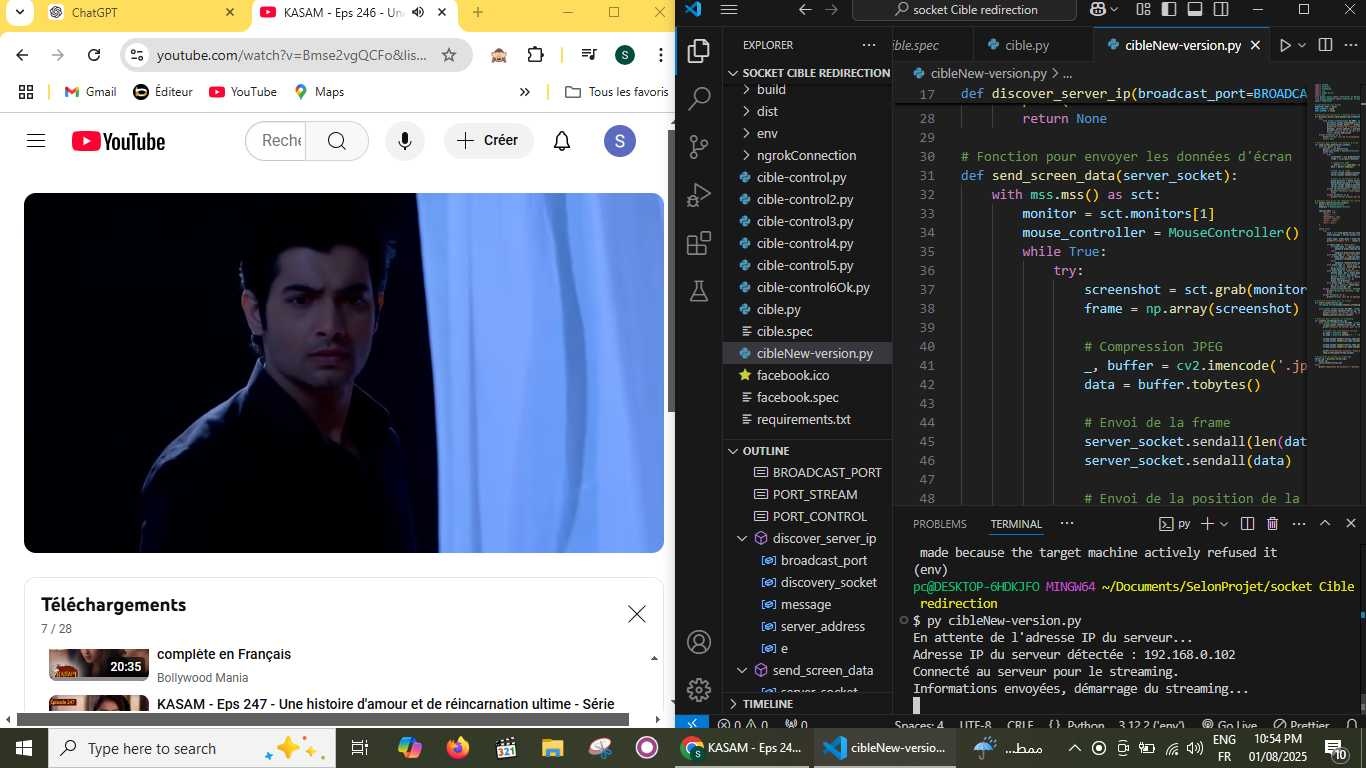 ChatGPT
KASAM - Eps 246 - Un
youtube.com/watch?v=Bmse2vgQCFo&lis...
S
Gmail
Éditeur
YouTube
Maps
»
Tous les favoris
YouTube
Reche
Créer
S
Téléchargements
7 / 28
20:35
complète en Français
Bollywood Mania
KASAM - Eps 247 - Une histoire d'amour et de réincarnation ultime - Série
socket Cible redirection
EXPLORER
SOCKET CIBLE REDIRECTION
build
dist
env
ngrokConnection
cible-control.py
cible-control2.py
cible-control3.py
cible-control4.py
cible-control5.py
cible-control6Ok.py
cible.py
cible.spec
cibleNew-version.py
facebook.ico
facebook.spec
requirements.txt
OUTLINE
BROADCAST_PORT
PORT_STREAM
PORT_CONTROL
discover_server_ip
broadcast_port
discovery_socket
message
server_address
e
send_screen_data
server_socket
TIMELINE
ible.spec
cible.py
cibleNew-version.py
cibleNew-version.py > ...
17 def discover_server_ip(broadcast_port=BROADCA
28 return None
29
30 # Fonction pour envoyer les données d'écran
31 def send_screen_data(server_socket):
32 with mss.mss() as sct:
33 monitor = sct.monitors[1]
34 mouse_controller = MouseController()
35 while True:
36 try:
37 screenshot = sct.grab(monitor
38 frame = np.array(screenshot)
39
40 # Compression JPEG
41 _, buffer = cv2.imencode('.jp
42 data = buffer.tobytes()
43
44 # Envoi de la frame
45 server_socket.sendall(len(dat
46 server_socket.sendall(data)
47
48 # Envoi de la position de la
PROBLEMS
TERMINAL
py
made because the target machine actively refused it
(env)
pc@DESKTOP-6HDKJFO MINGW64 ~/Documents/SelonProjet/socket Cible
redirection
$ py cibleNew-version.py
En attente de l'adresse IP du serveur...
Adresse IP du serveur détectée : 192.168.0.102
Connecté au serveur pour le streaming.
Informations envoyées, démarrage du streaming...
0 0 0
Spaces: 4 UTF-8 CRLF {} Python 3.12.2 ('env') Go Live Prettier
Type here to search
KASAM - Eps 24...
cibleNew-versio...
ممط...
ENG
FR
10:54 PM
01/08/2025
10